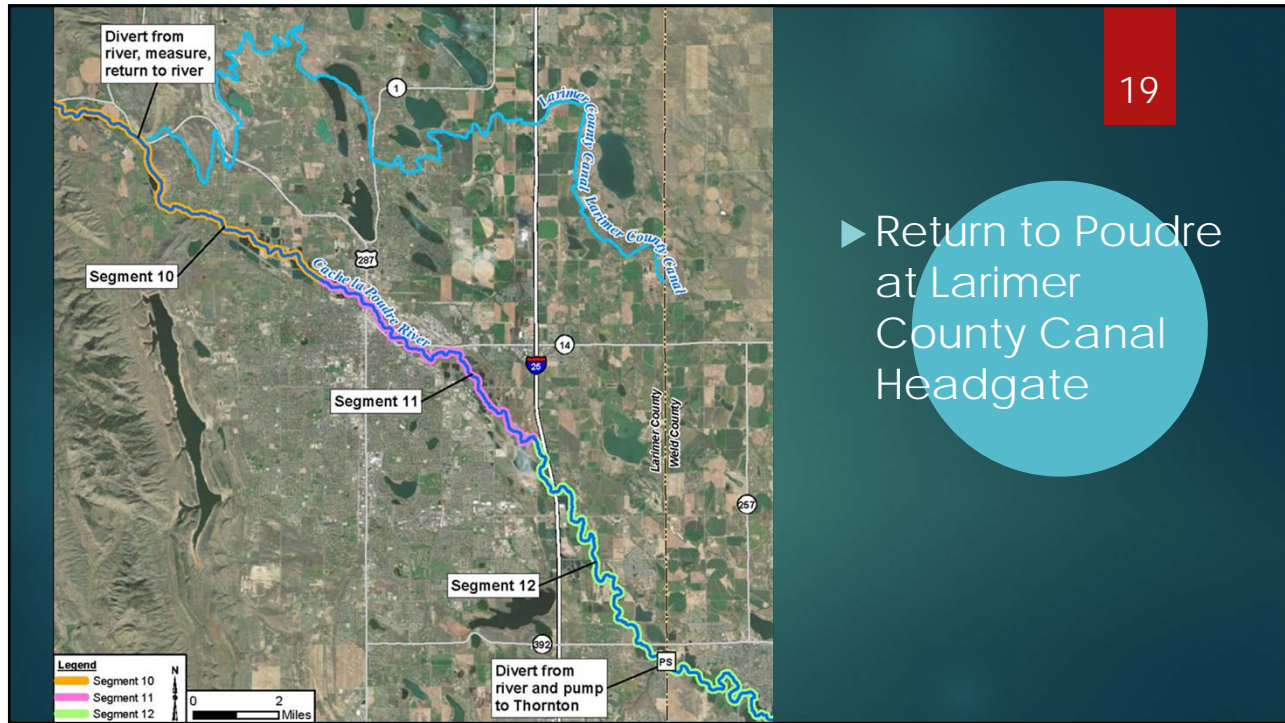 19
Divert from
river, measure,
return to river
1
Larimer County Canal
Larimer County Canal
Segment 10
287
Cache la Poudre River
14
25
Segment 11
Larimer County
Weld County
257
Segment 12
392
PS
Divert from
river and pump
to Thornton
Legend
Segment 10
Segment 11
Segment 12
N
0 2
Miles
Return to Poudre
at Larimer
County Canal
Headgate